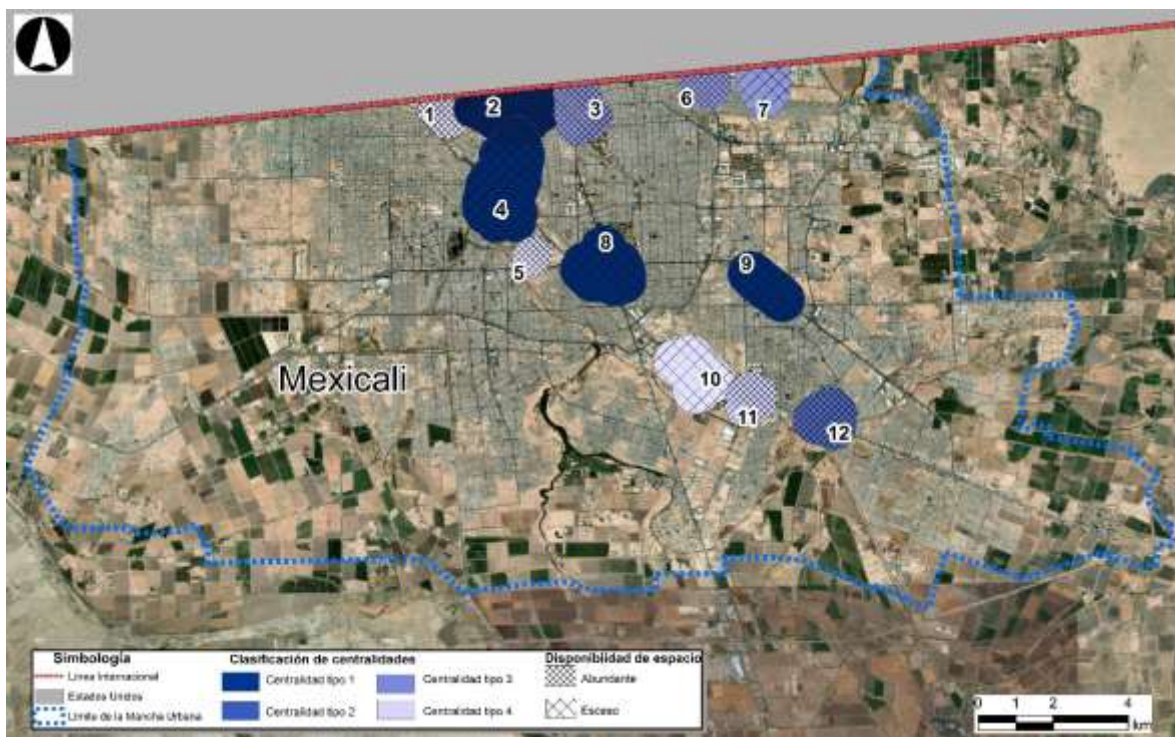 1
2
3
6
7
4
8
5
9
10
11
12
Mexicali
Simbología
Línea Internacional
Estados Unidos
Límite de la Mancha Urbana
Clasificación de centralidades
Centralidad tipo 1
Centralidad tipo 2
Centralidad tipo 3
Centralidad tipo 4
Disponibiidad de espacio
Abundante
Esceso
0 1 2 4
km